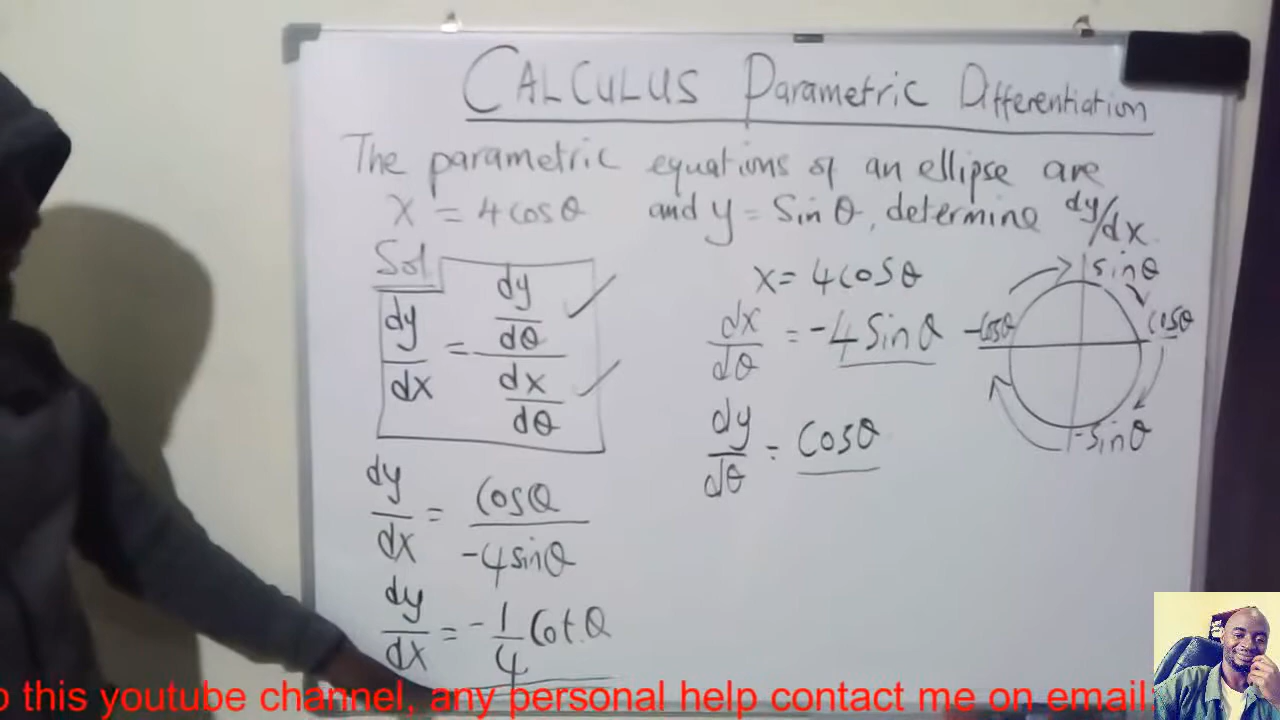 CALCULUS Parametric Differentiation
The parametric equations of an ellipse are
x = 4cosθ and y = Sinθ, determine dy/dx.
Sol
dy/dx = dy/dθ / dx/dθ
dy/dx = Cosθ / -4sinθ
dy/dx = -1/4 Cot.θ
x = 4cosθ
dx/dθ = -4Sinθ
dy/dθ = Cosθ
sinθ
-Cosθ Cosθ
-Sinθ
this youtube channel, any personal help contact me on email: